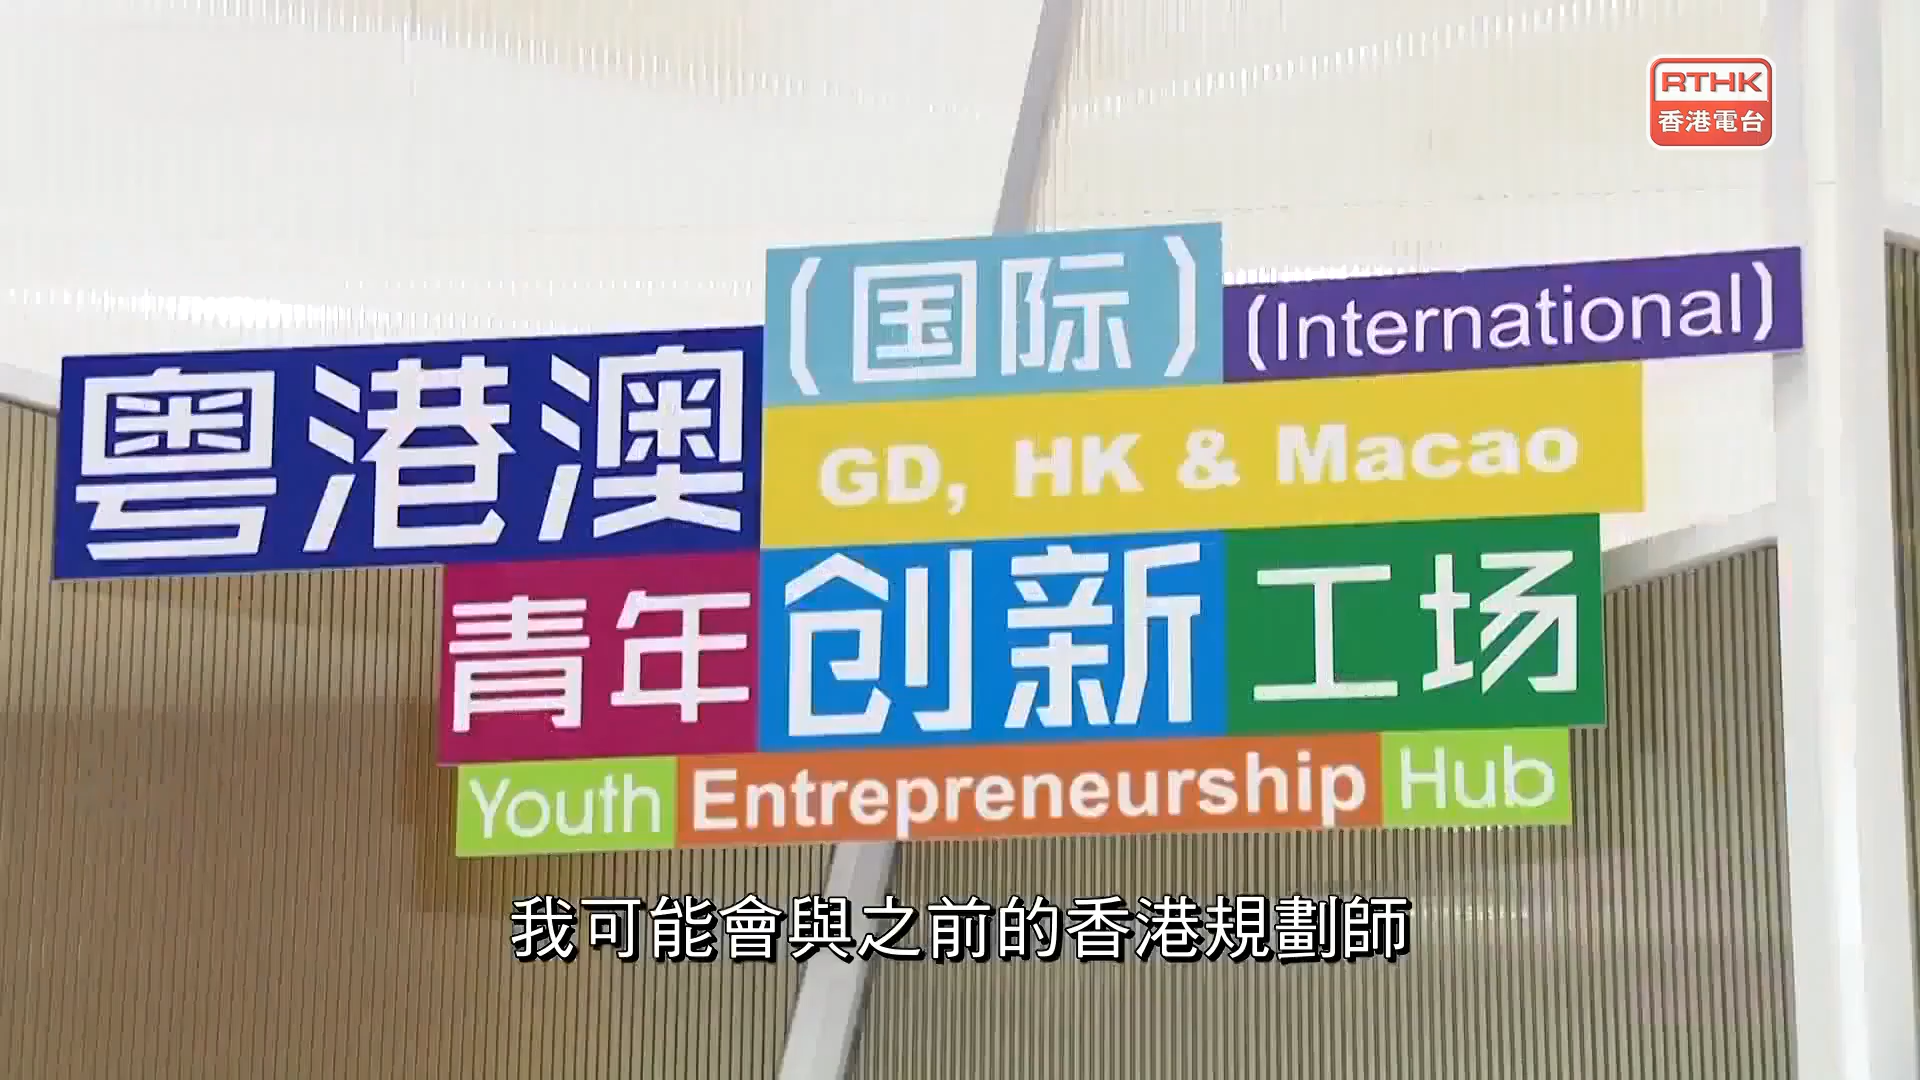 RTHK
香港電台
(国际)
(International)
粤港澳
GD, HK & Macao
青年创新工场
Youth Entrepreneurship Hub
我可能會與之前的香港規劃師